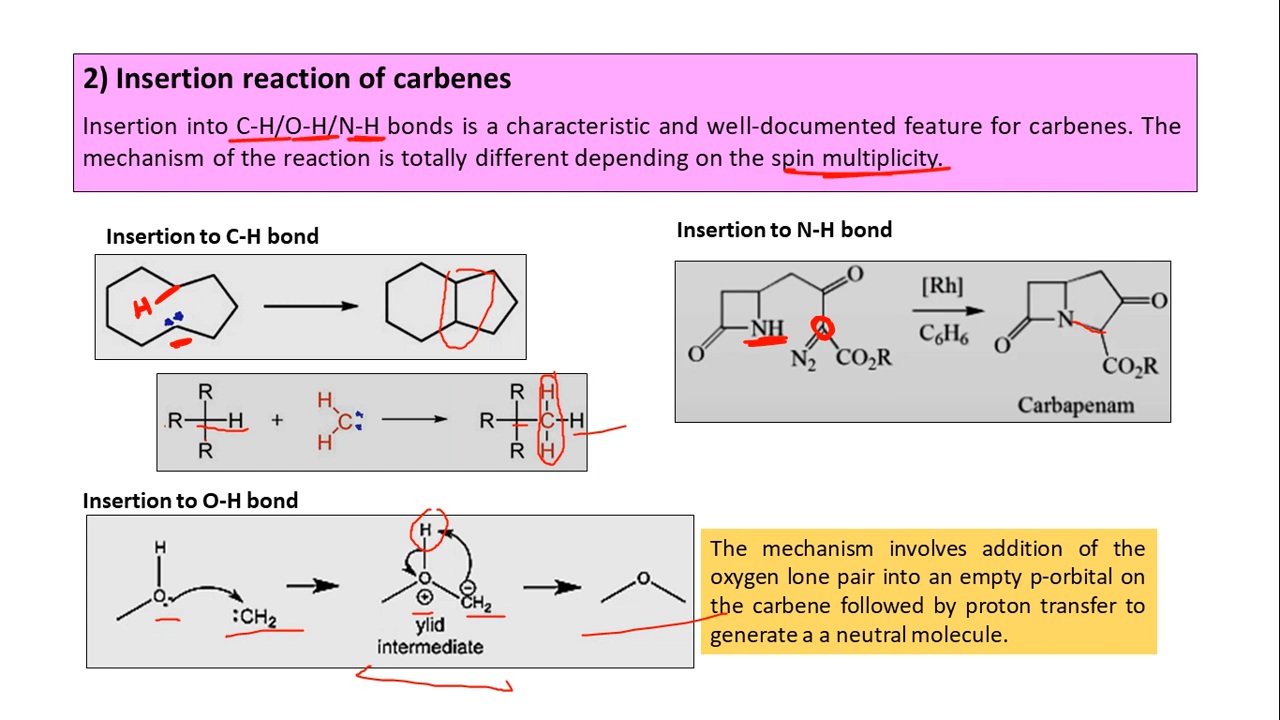 2) Insertion reaction of carbenes
Insertion into C-H/O-H/N-H bonds is a characteristic and well-documented feature for carbenes. The
mechanism of the reaction is totally different depending on the spin multiplicity.
Insertion to C-H bond
H
R
R H + H C: H
R
R H
R C H
R H
Insertion to N-H bond
O
NH
O N2 CO2R
[Rh]
C6H6
N O
O
CO2R
Carbapenam
Insertion to O-H bond
H
O: :CH2
H
O ⊕ ⊖ CH2
ylid
intermediate
O
The mechanism involves addition of the
oxygen lone pair into an empty p-orbital on
the carbene followed by proton transfer to
generate a a neutral molecule.